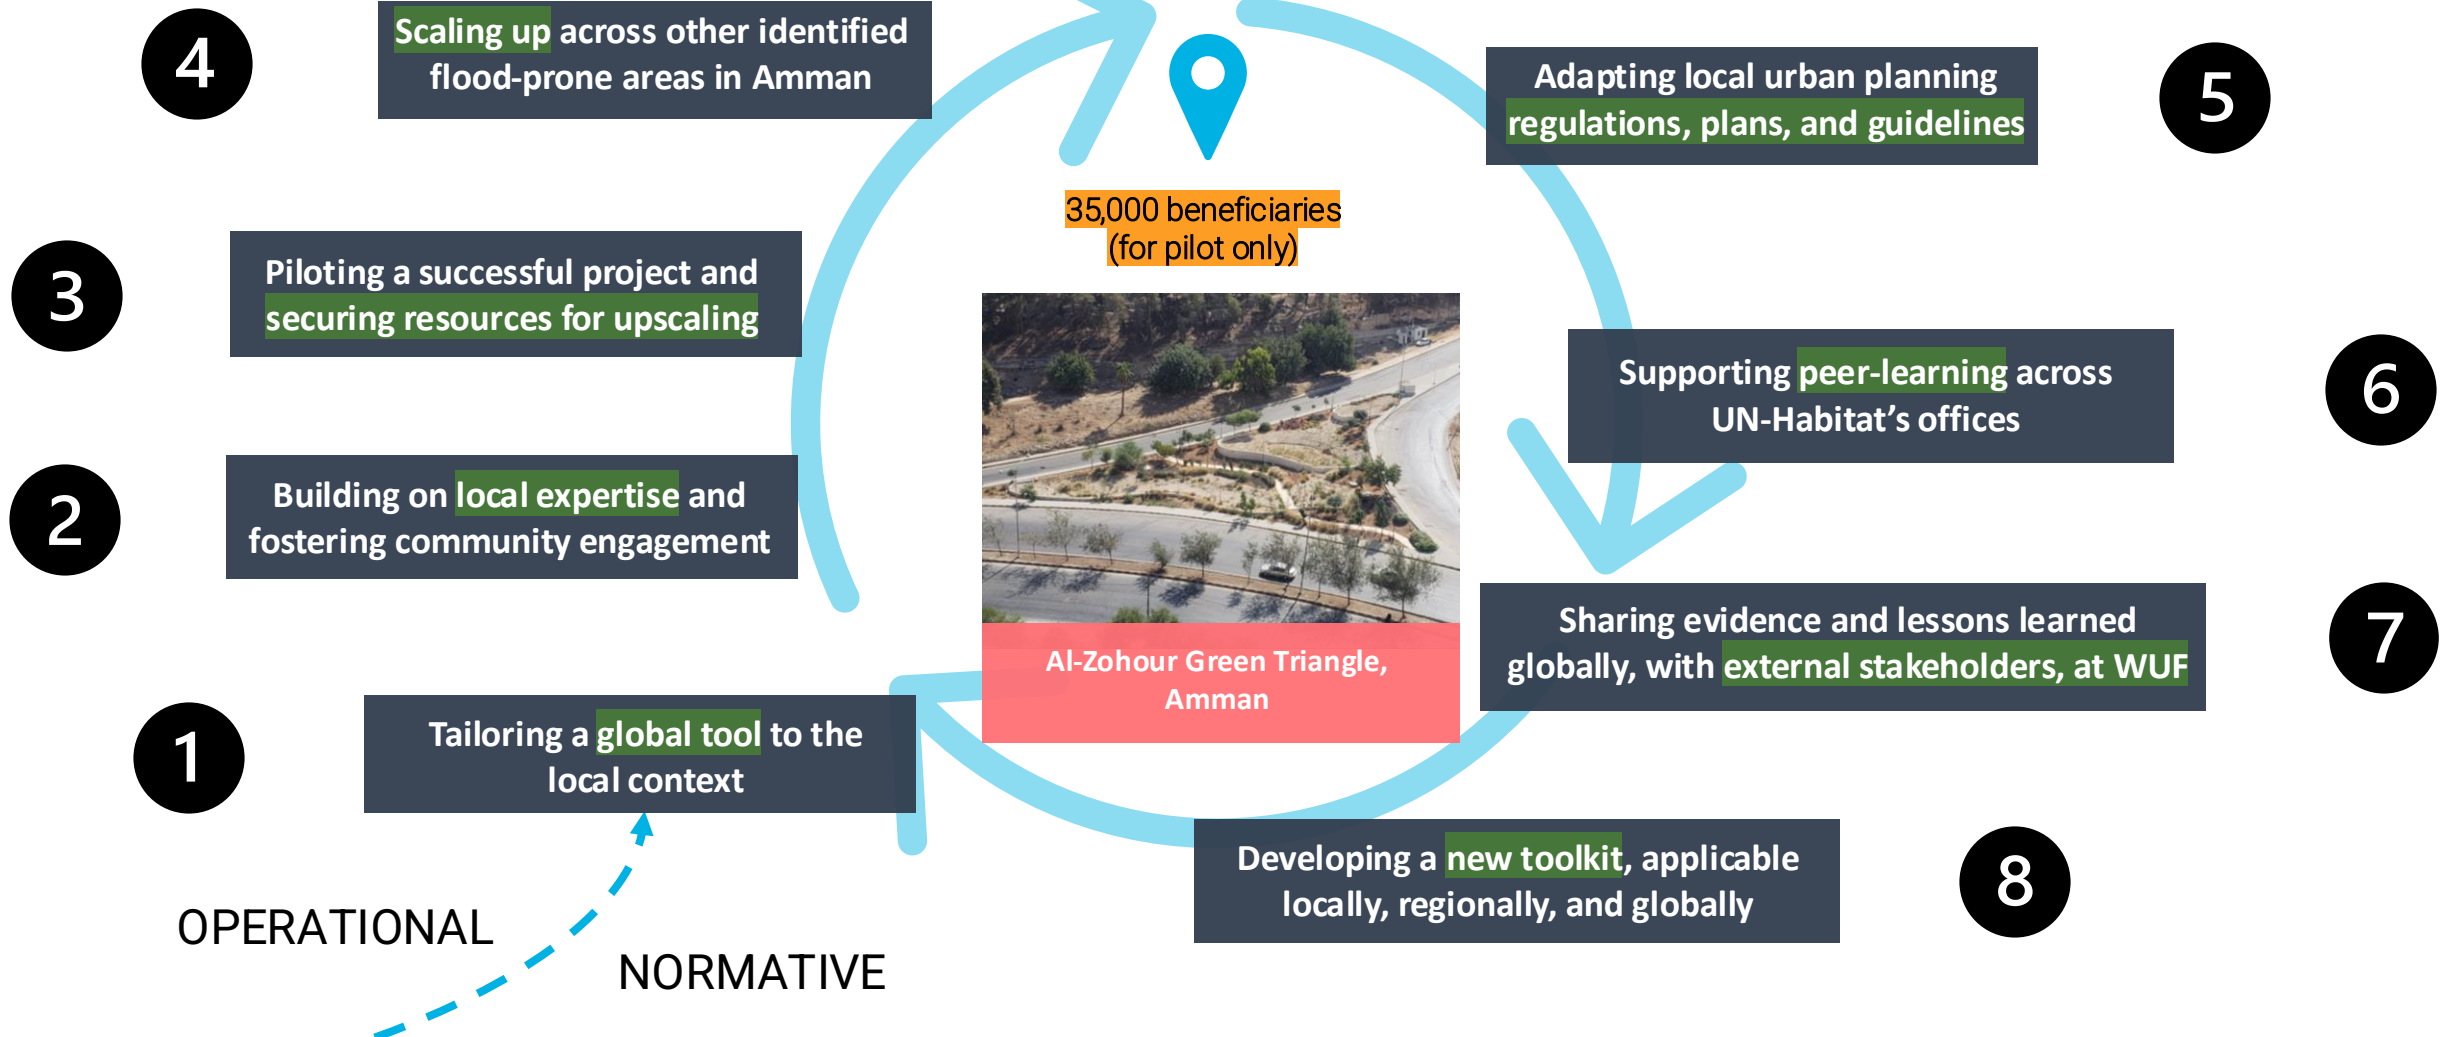 4
Scaling up across other identified
flood-prone areas in Amman
5
Adapting local urban planning
regulations, plans, and guidelines
35,000 beneficiaries
(for pilot only)
3
Piloting a successful project and
securing resources for upscaling
6
Supporting peer-learning across
UN-Habitat’s offices
2
Building on local expertise and
fostering community engagement
7
Sharing evidence and lessons learned
globally, with external stakeholders, at WUF
Al-Zohour Green Triangle,
Amman
1
Tailoring a global tool to the
local context
8
Developing a new toolkit, applicable
locally, regionally, and globally
OPERATIONAL
NORMATIVE